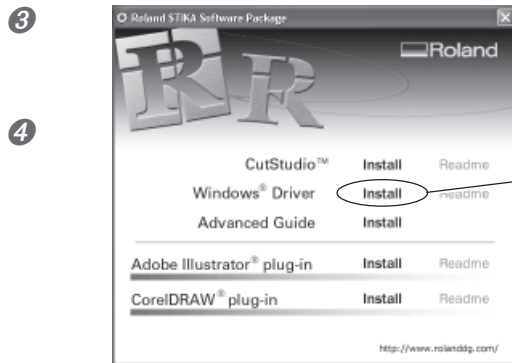 3
Roland STIKA Software Package
Roland
4
CutStudio™ Install Readme
Windows® Driver Install Readme
Advanced Guide Install
Adobe Illustrator® plug-in Install Readme
CorelDRAW® plug-in Install Readme
http://www.rolanddg.com/